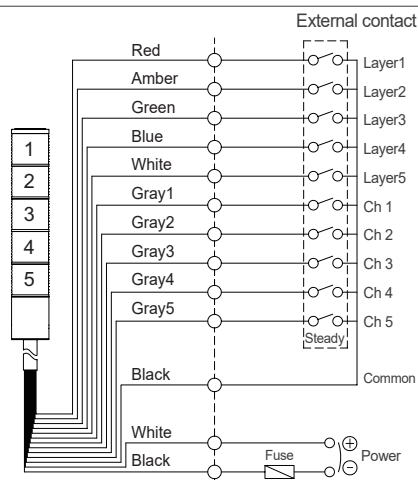 External contact
Red
Layer1
Amber
Layer2
Green
Layer3
Blue
Layer4
White
Layer5
Gray1
Ch 1
Gray2
Ch 2
Gray3
Ch 3
Gray4
Ch 4
Gray5
Ch 5
Steady
1
2
3
4
5
Black
Common
White
+
Fuse
Power
Black
−